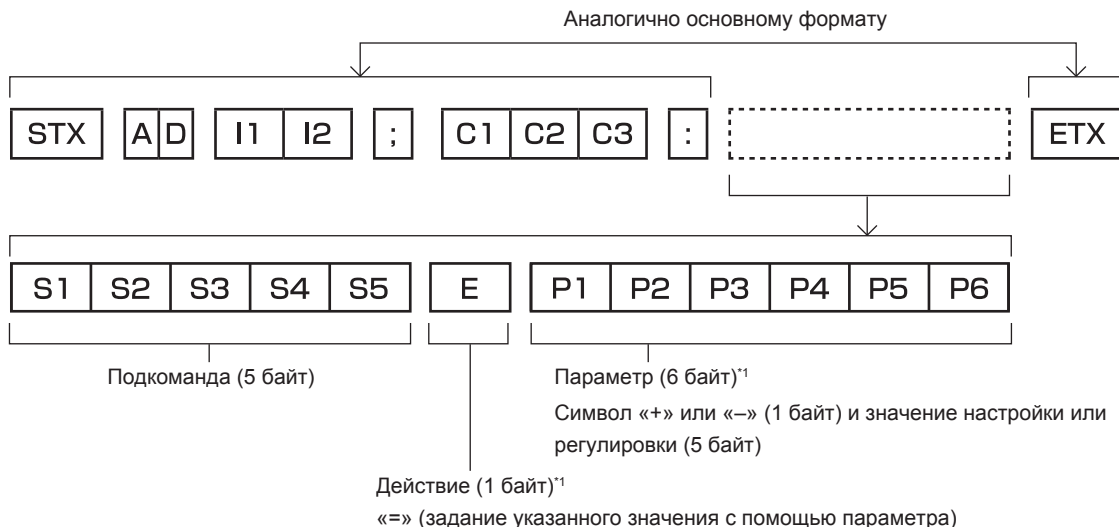 Аналогично основному формату
STX A D I1 I2 ; C1 C2 C3 : ETX
S1 S2 S3 S4 S5 E P1 P2 P3 P4 P5 P6
Подкоманда (5 байт)
Параметр (6 байт)*1
Символ «+» или «–» (1 байт) и значение настройки или
регулировки (5 байт)
Действие (1 байт)*1
«=» (задание указанного значения с помощью параметра)